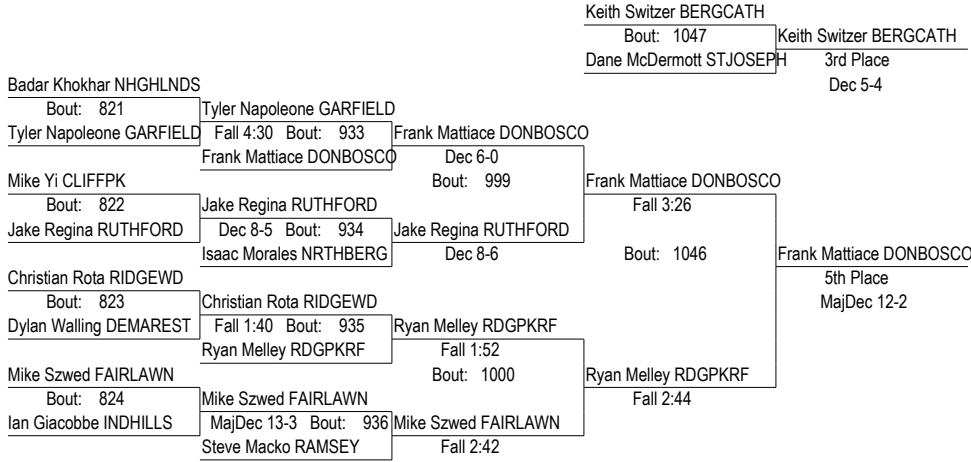 Keith Switzer BERGCATH
Bout: 1047 Keith Switzer BERGCATH
Dane McDermott STJOSEPH 3rd Place
Badar Khokhar NHGHLNDS Dec 5-4
Bout: 821 Tyler Napoleone GARFIELD
Tyler Napoleone GARFIELD Fall 4:30 Bout: 933 Frank Mattiace DONBOSCO
Frank Mattiace DONBOSCO Dec 6-0
Mike Yi CLIFFPK Bout: 999 Frank Mattiace DONBOSCO
Bout: 822 Jake Regina RUTHFORD Fall 3:26
Jake Regina RUTHFORD Dec 8-5 Bout: 934 Jake Regina RUTHFORD
Isaac Morales NRTHBERG Dec 8-6 Bout: 1046 Frank Mattiace DONBOSCO
Christian Rota RIDGEWD 5th Place
Bout: 823 Christian Rota RIDGEWD MajDec 12-2
Dylan Walling DEMAREST Fall 1:40 Bout: 935 Ryan Melley RDGPKRF
Ryan Melley RDGPKRF Fall 1:52
Mike Szwed FAIRLAWN Bout: 1000 Ryan Melley RDGPKRF
Bout: 824 Mike Szwed FAIRLAWN Fall 2:44
Ian Giacobbe INDHILLS MajDec 13-3 Bout: 936 Mike Szwed FAIRLAWN
Steve Macko RAMSEY Fall 2:42